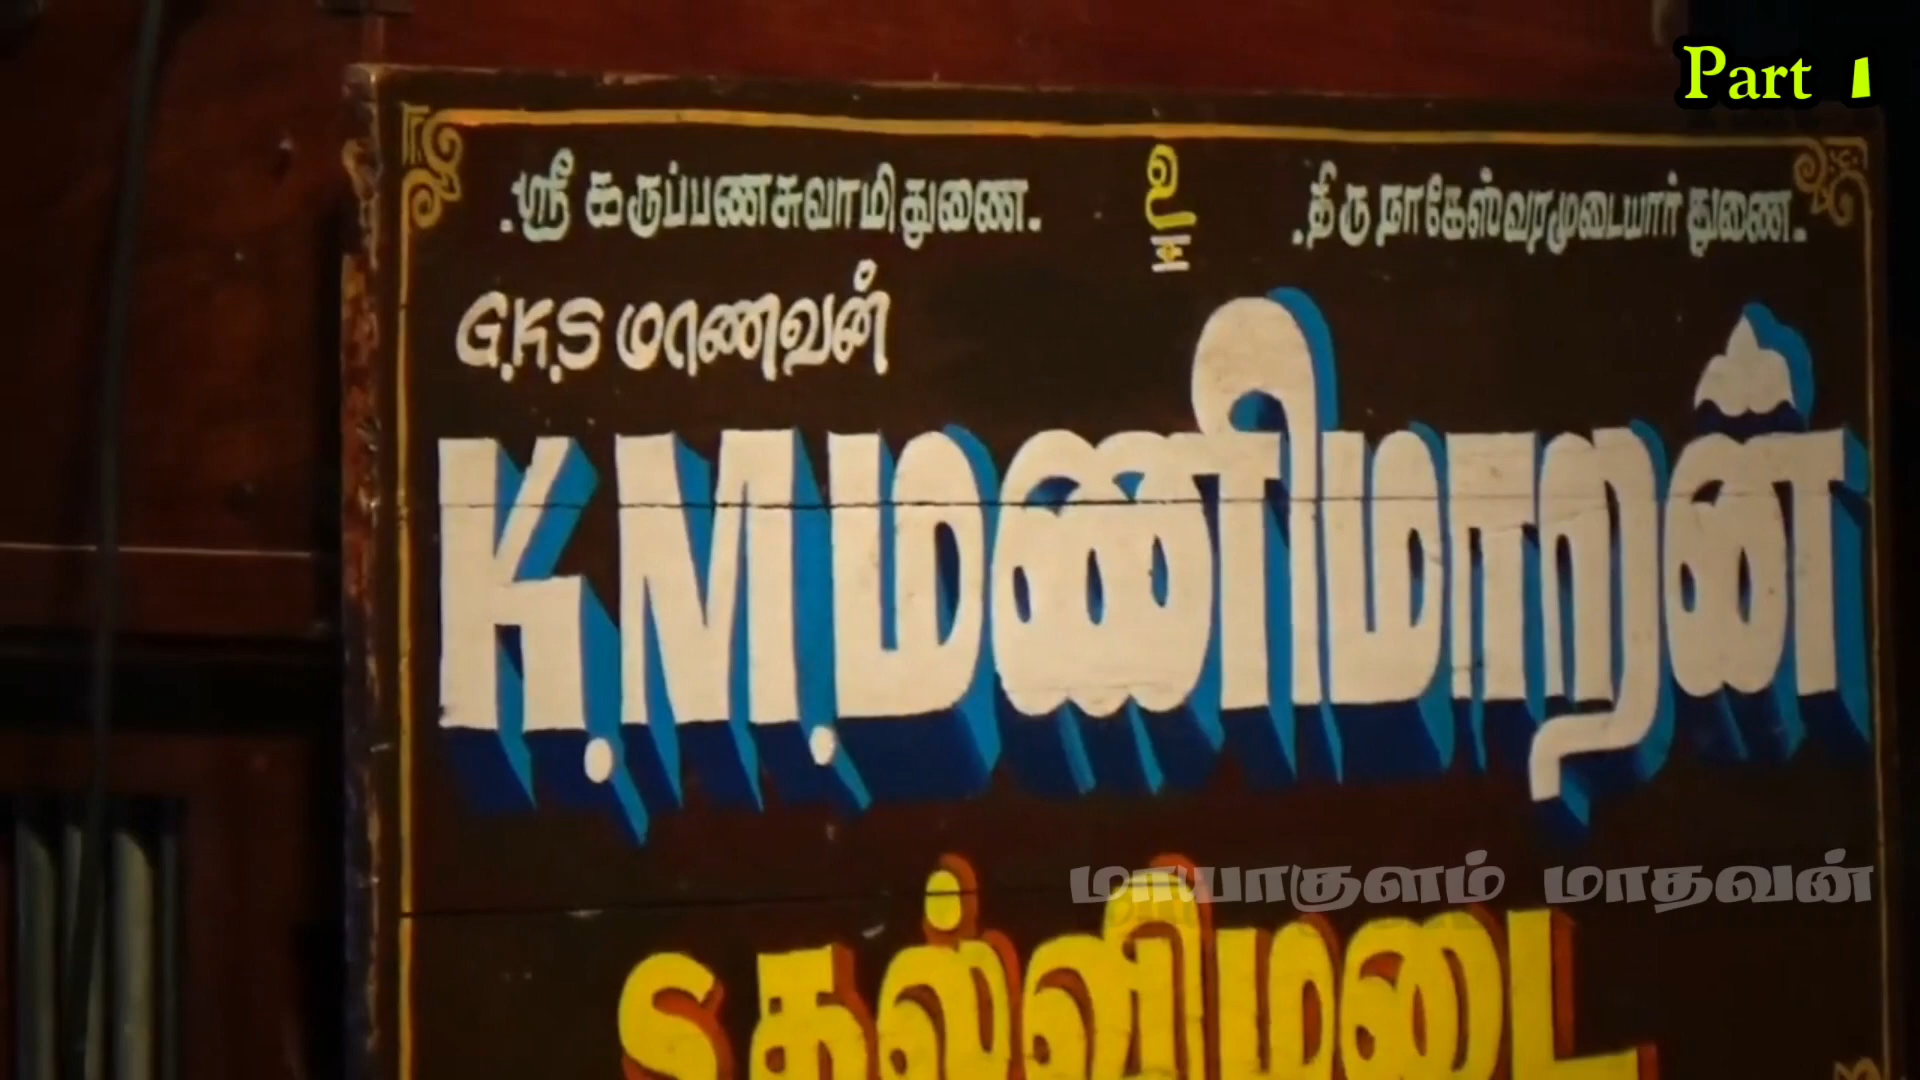 Part 1
ஸ்ரீ கருப்பணசுவாமி துணை.
உ
திரு நாகேஸ்வரமுடையார் துணை.
G.K.S மாணவன்
K.M.மணிமாறன்
மாயாகுளம் மாதவன்
S கல்விமடை